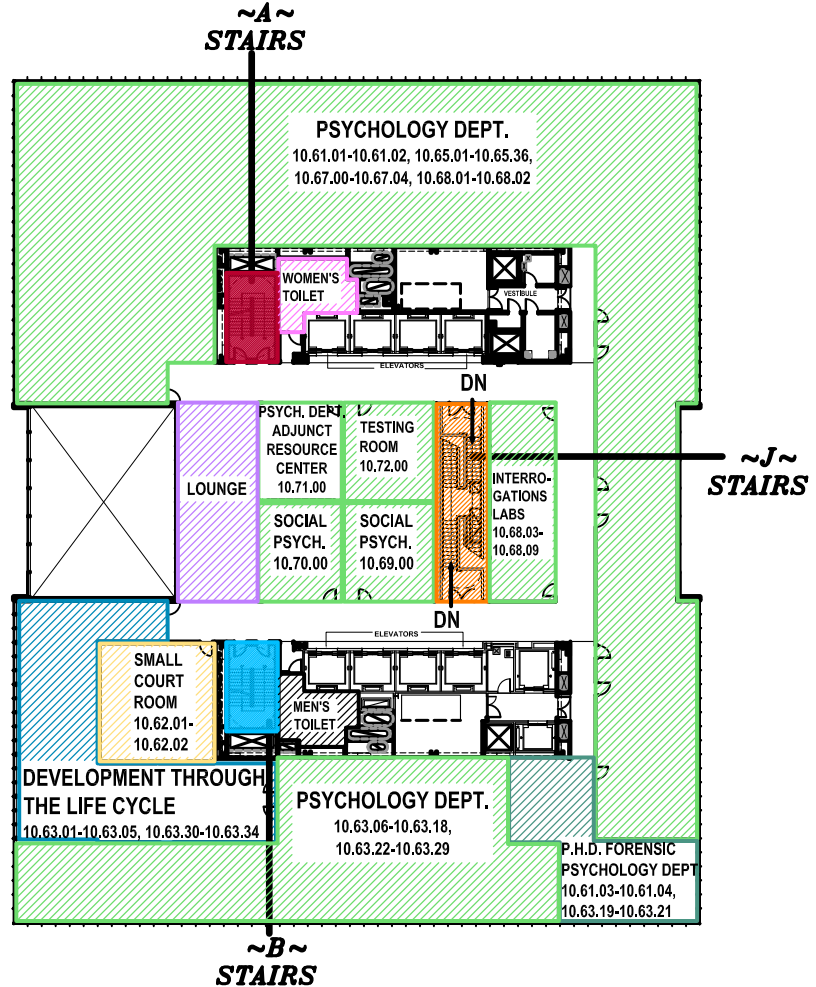 ~A~
STAIRS
PSYCHOLOGY DEPT.
10.61.01-10.61.02, 10.65.01-10.65.36,
10.67.00-10.67.04, 10.68.01-10.68.02
WOMEN'S
TOILET
VESTIBULE
ELEVATORS
DN
PSYCH. DEPT.
ADJUNCT
RESOURCE
CENTER
10.71.00
TESTING
ROOM
10.72.00
~J~
STAIRS
LOUNGE
INTERRO-
GATIONS
LABS
10.68.03-
10.68.09
SOCIAL
PSYCH.
10.70.00
SOCIAL
PSYCH.
10.69.00
DN
ELEVATORS
SMALL
COURT
ROOM
10.62.01-
10.62.02
MEN'S
TOILET
DEVELOPMENT THROUGH
THE LIFE CYCLE
10.63.01-10.63.05, 10.63.30-10.63.34
PSYCHOLOGY DEPT.
10.63.06-10.63.18,
10.63.22-10.63.29
P.H.D. FORENSIC
PSYCHOLOGY DEPT
10.61.03-10.61.04,
10.63.19-10.63.21
~B~
STAIRS